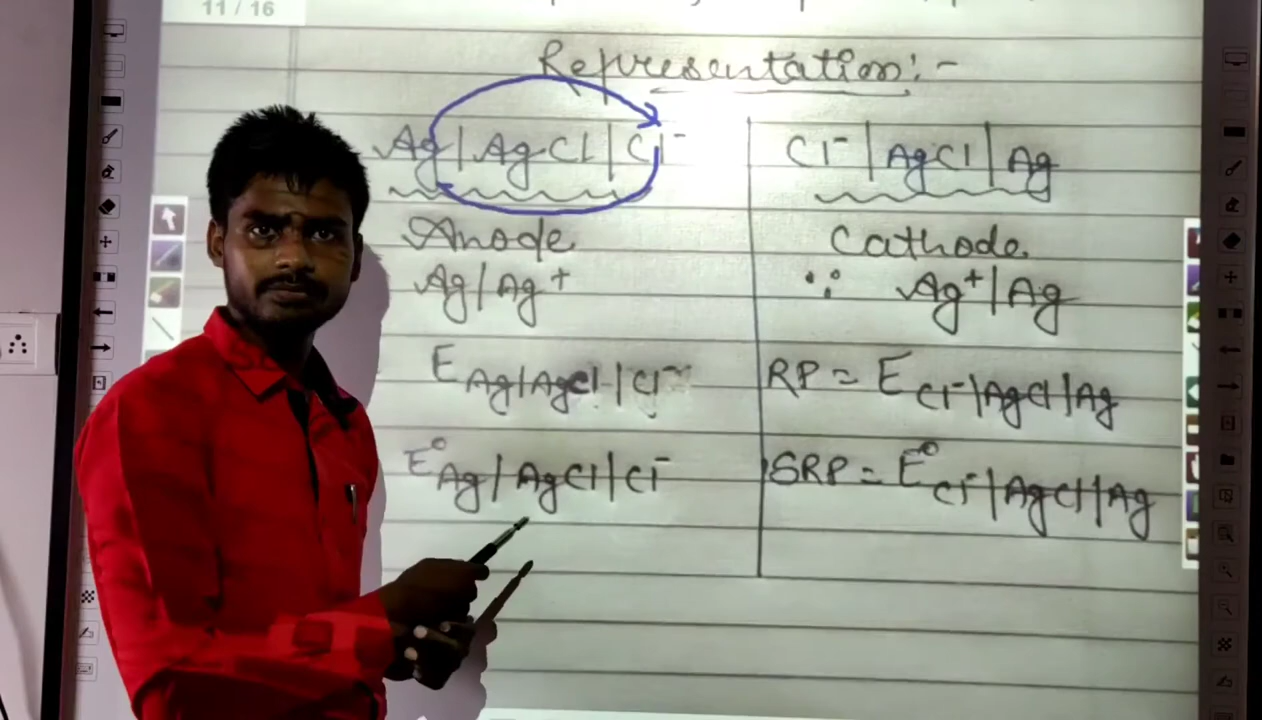 11 / 16
Representation:-
Ag|AgCl|Cl⁻
Anode
Ag/Ag⁺
E Ag|AgCl|Cl⁻
E° Ag|AgCl|Cl⁻
Cl⁻|AgCl|Ag
Cathode
∵ Ag⁺|Ag
RP = E Cl⁻|AgCl|Ag
SRP = E° Cl⁻|AgCl|Ag